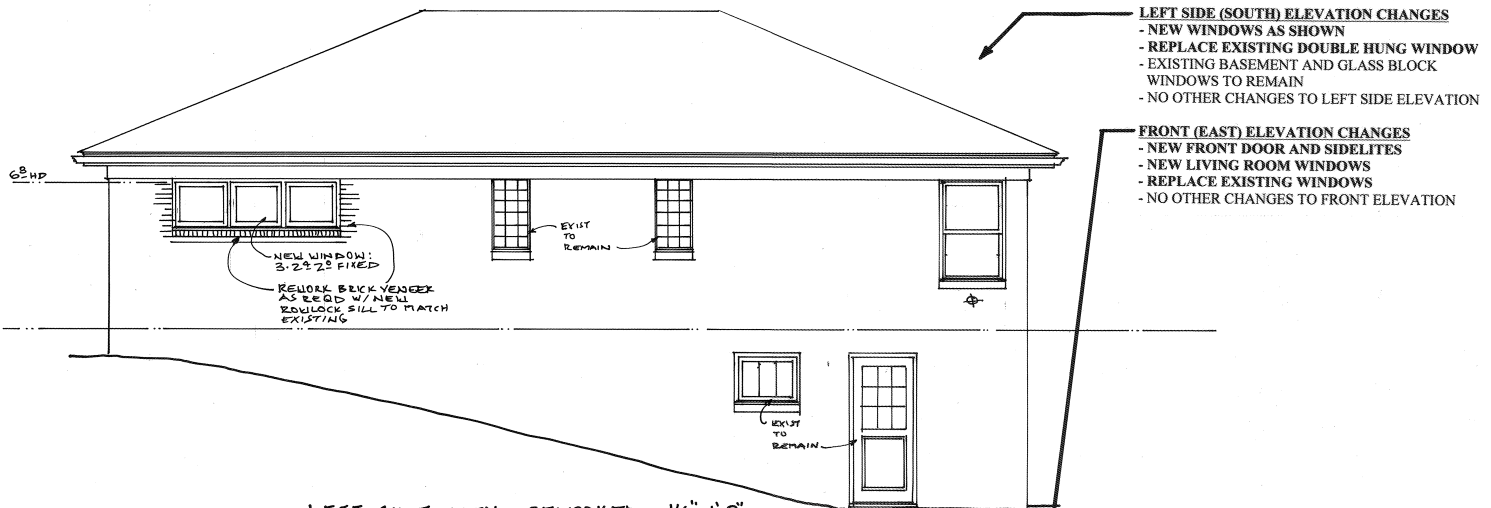 LEFT SIDE (SOUTH) ELEVATION CHANGES
- NEW WINDOWS AS SHOWN
- REPLACE EXISTING DOUBLE HUNG WINDOW
- EXISTING BASEMENT AND GLASS BLOCK
WINDOWS TO REMAIN
- NO OTHER CHANGES TO LEFT SIDE ELEVATION
FRONT (EAST) ELEVATION CHANGES
- NEW FRONT DOOR AND SIDELITES
- NEW LIVING ROOM WINDOWS
- REPLACE EXISTING WINDOWS
- NO OTHER CHANGES TO FRONT ELEVATION
6⁸ HD
EXIST
TO
REMAIN
NEW WINDOW:
FIXED
REWORK BRICK VENEER
AS REQD W/ NEW
ROWLOCK SILL TO MATCH
EXISTING
EXIST
TO
REMAIN